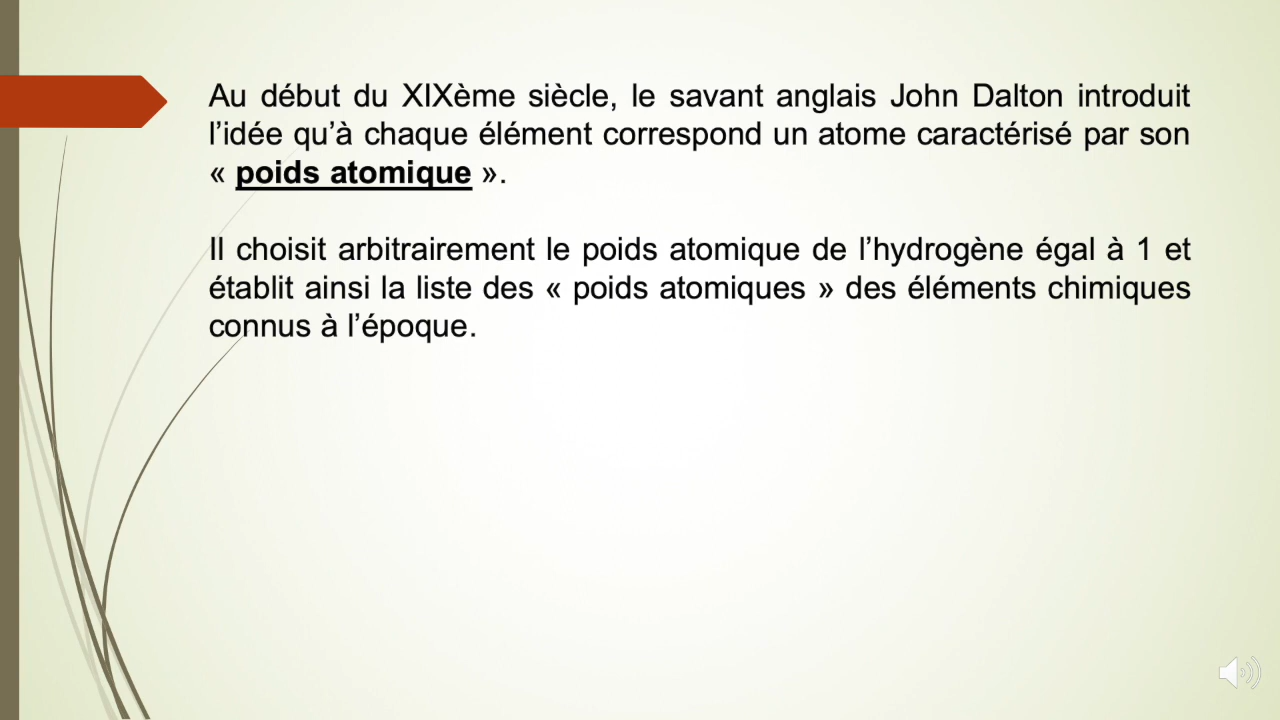 Au début du XIXème siècle, le savant anglais John Dalton introduit
l’idée qu’à chaque élément correspond un atome caractérisé par son
« poids atomique ».
Il choisit arbitrairement le poids atomique de l’hydrogène égal à 1 et
établit ainsi la liste des « poids atomiques » des éléments chimiques
connus à l’époque.